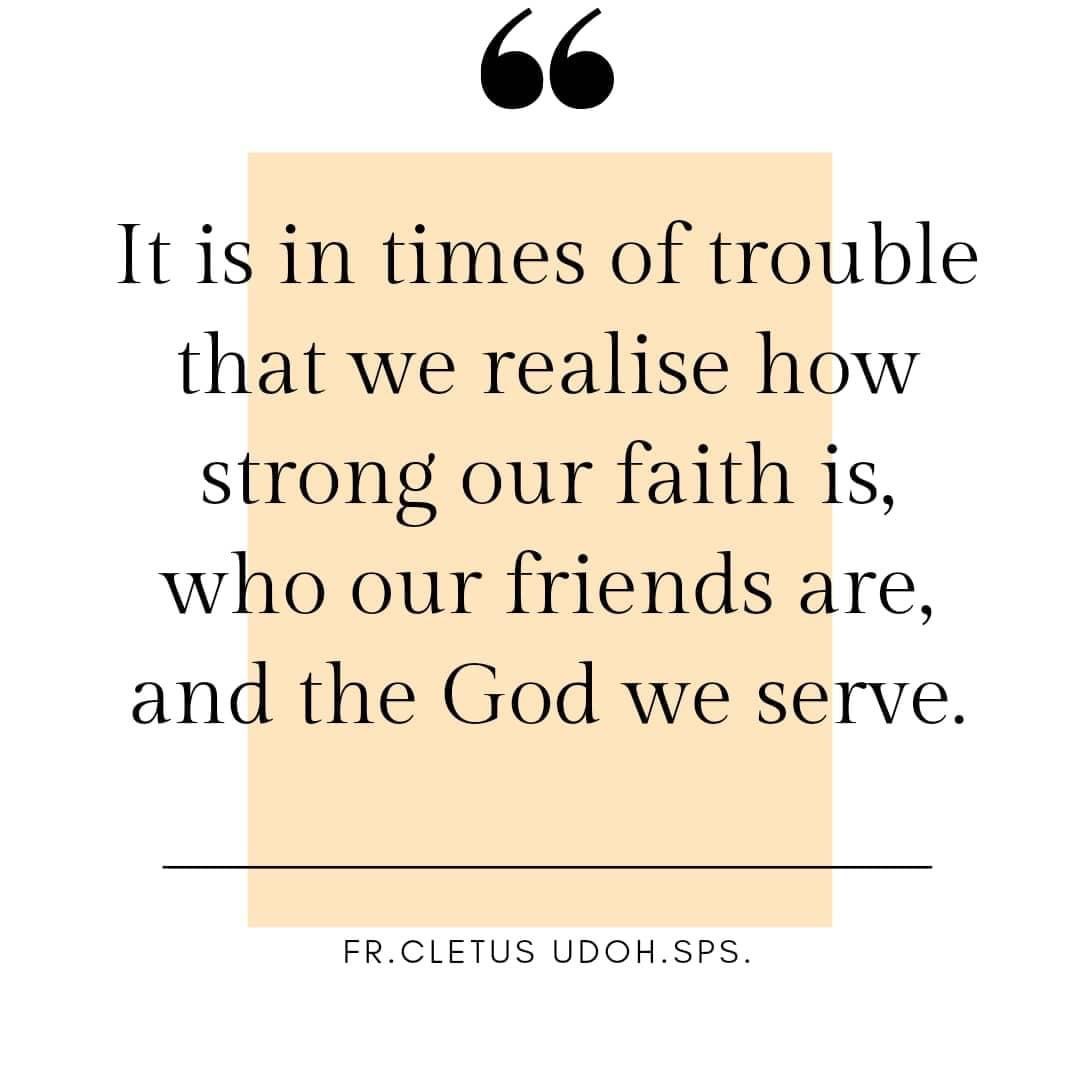 “
It is in times of trouble
that we realise how
strong our faith is,
who our friends are,
and the God we serve.
FR.CLETUS UDOH.SPS.